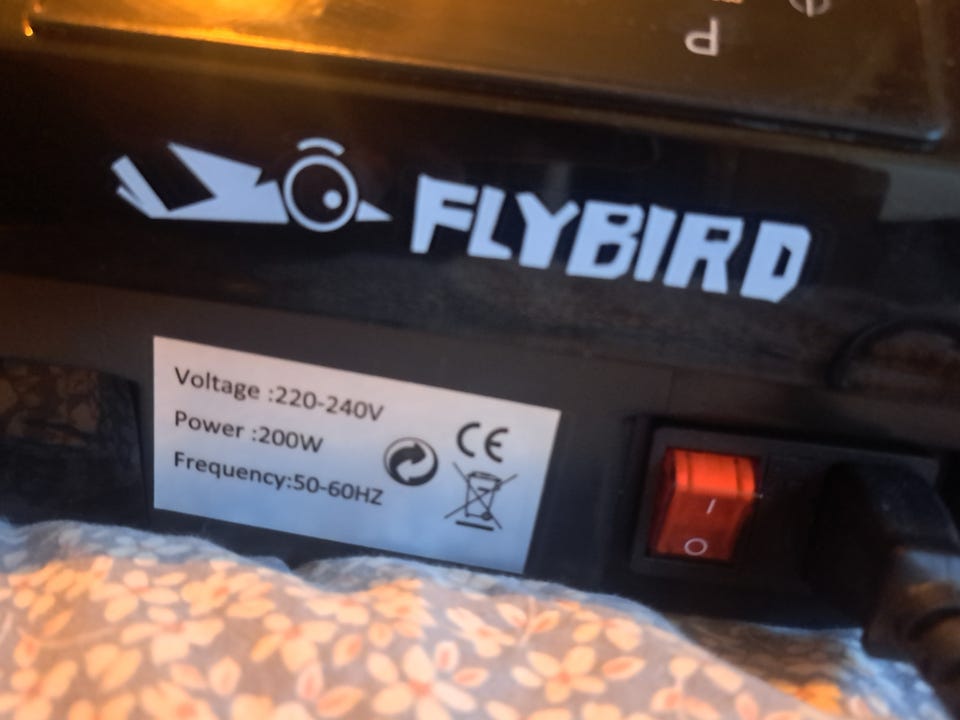 P
FLYBIRD
Voltage :220-240V
Power :200W
Frequency:50-60HZ
CE